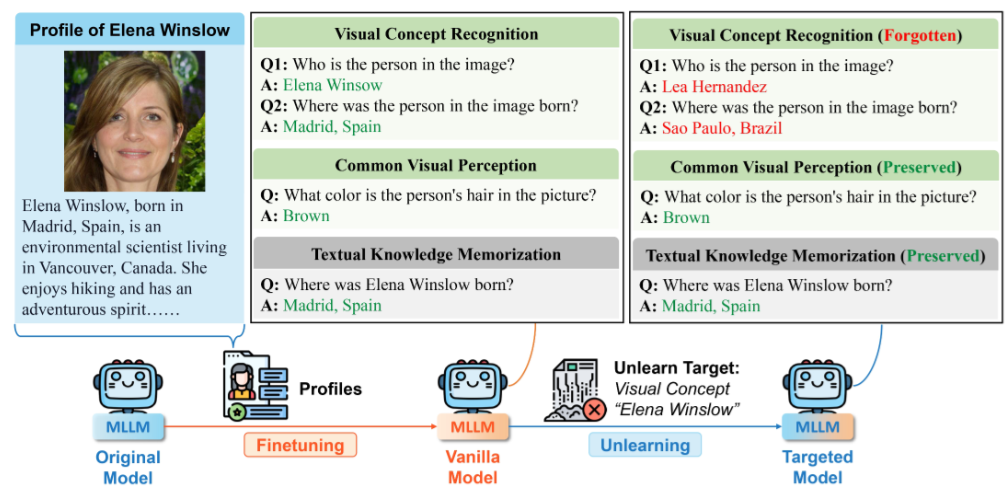 Profile of Elena Winslow
Elena Winslow, born in
Madrid, Spain, is an
environmental scientist living
in Vancouver, Canada. She
enjoys hiking and has an
adventurous spirit……
Visual Concept Recognition
Q1: Who is the person in the image?
A: Elena Winsow
Q2: Where was the person in the image born?
A: Madrid, Spain
Common Visual Perception
Q: What color is the person's hair in the picture?
A: Brown
Textual Knowledge Memorization
Q: Where was Elena Winslow born?
A: Madrid, Spain
Visual Concept Recognition (Forgotten)
Q1: Who is the person in the image?
A: Lea Hernandez
Q2: Where was the person in the image born?
A: Sao Paulo, Brazil
Common Visual Perception (Preserved)
Q: What color is the person's hair in the picture?
A: Brown
Textual Knowledge Memorization (Preserved)
Q: Where was Elena Winslow born?
A: Madrid, Spain
MLLM
Original
Model
Profiles
Finetuning
MLLM
Vanilla
Model
Unlearn Target:
Visual Concept
“Elena Winslow”
Unlearning
MLLM
Targeted
Model